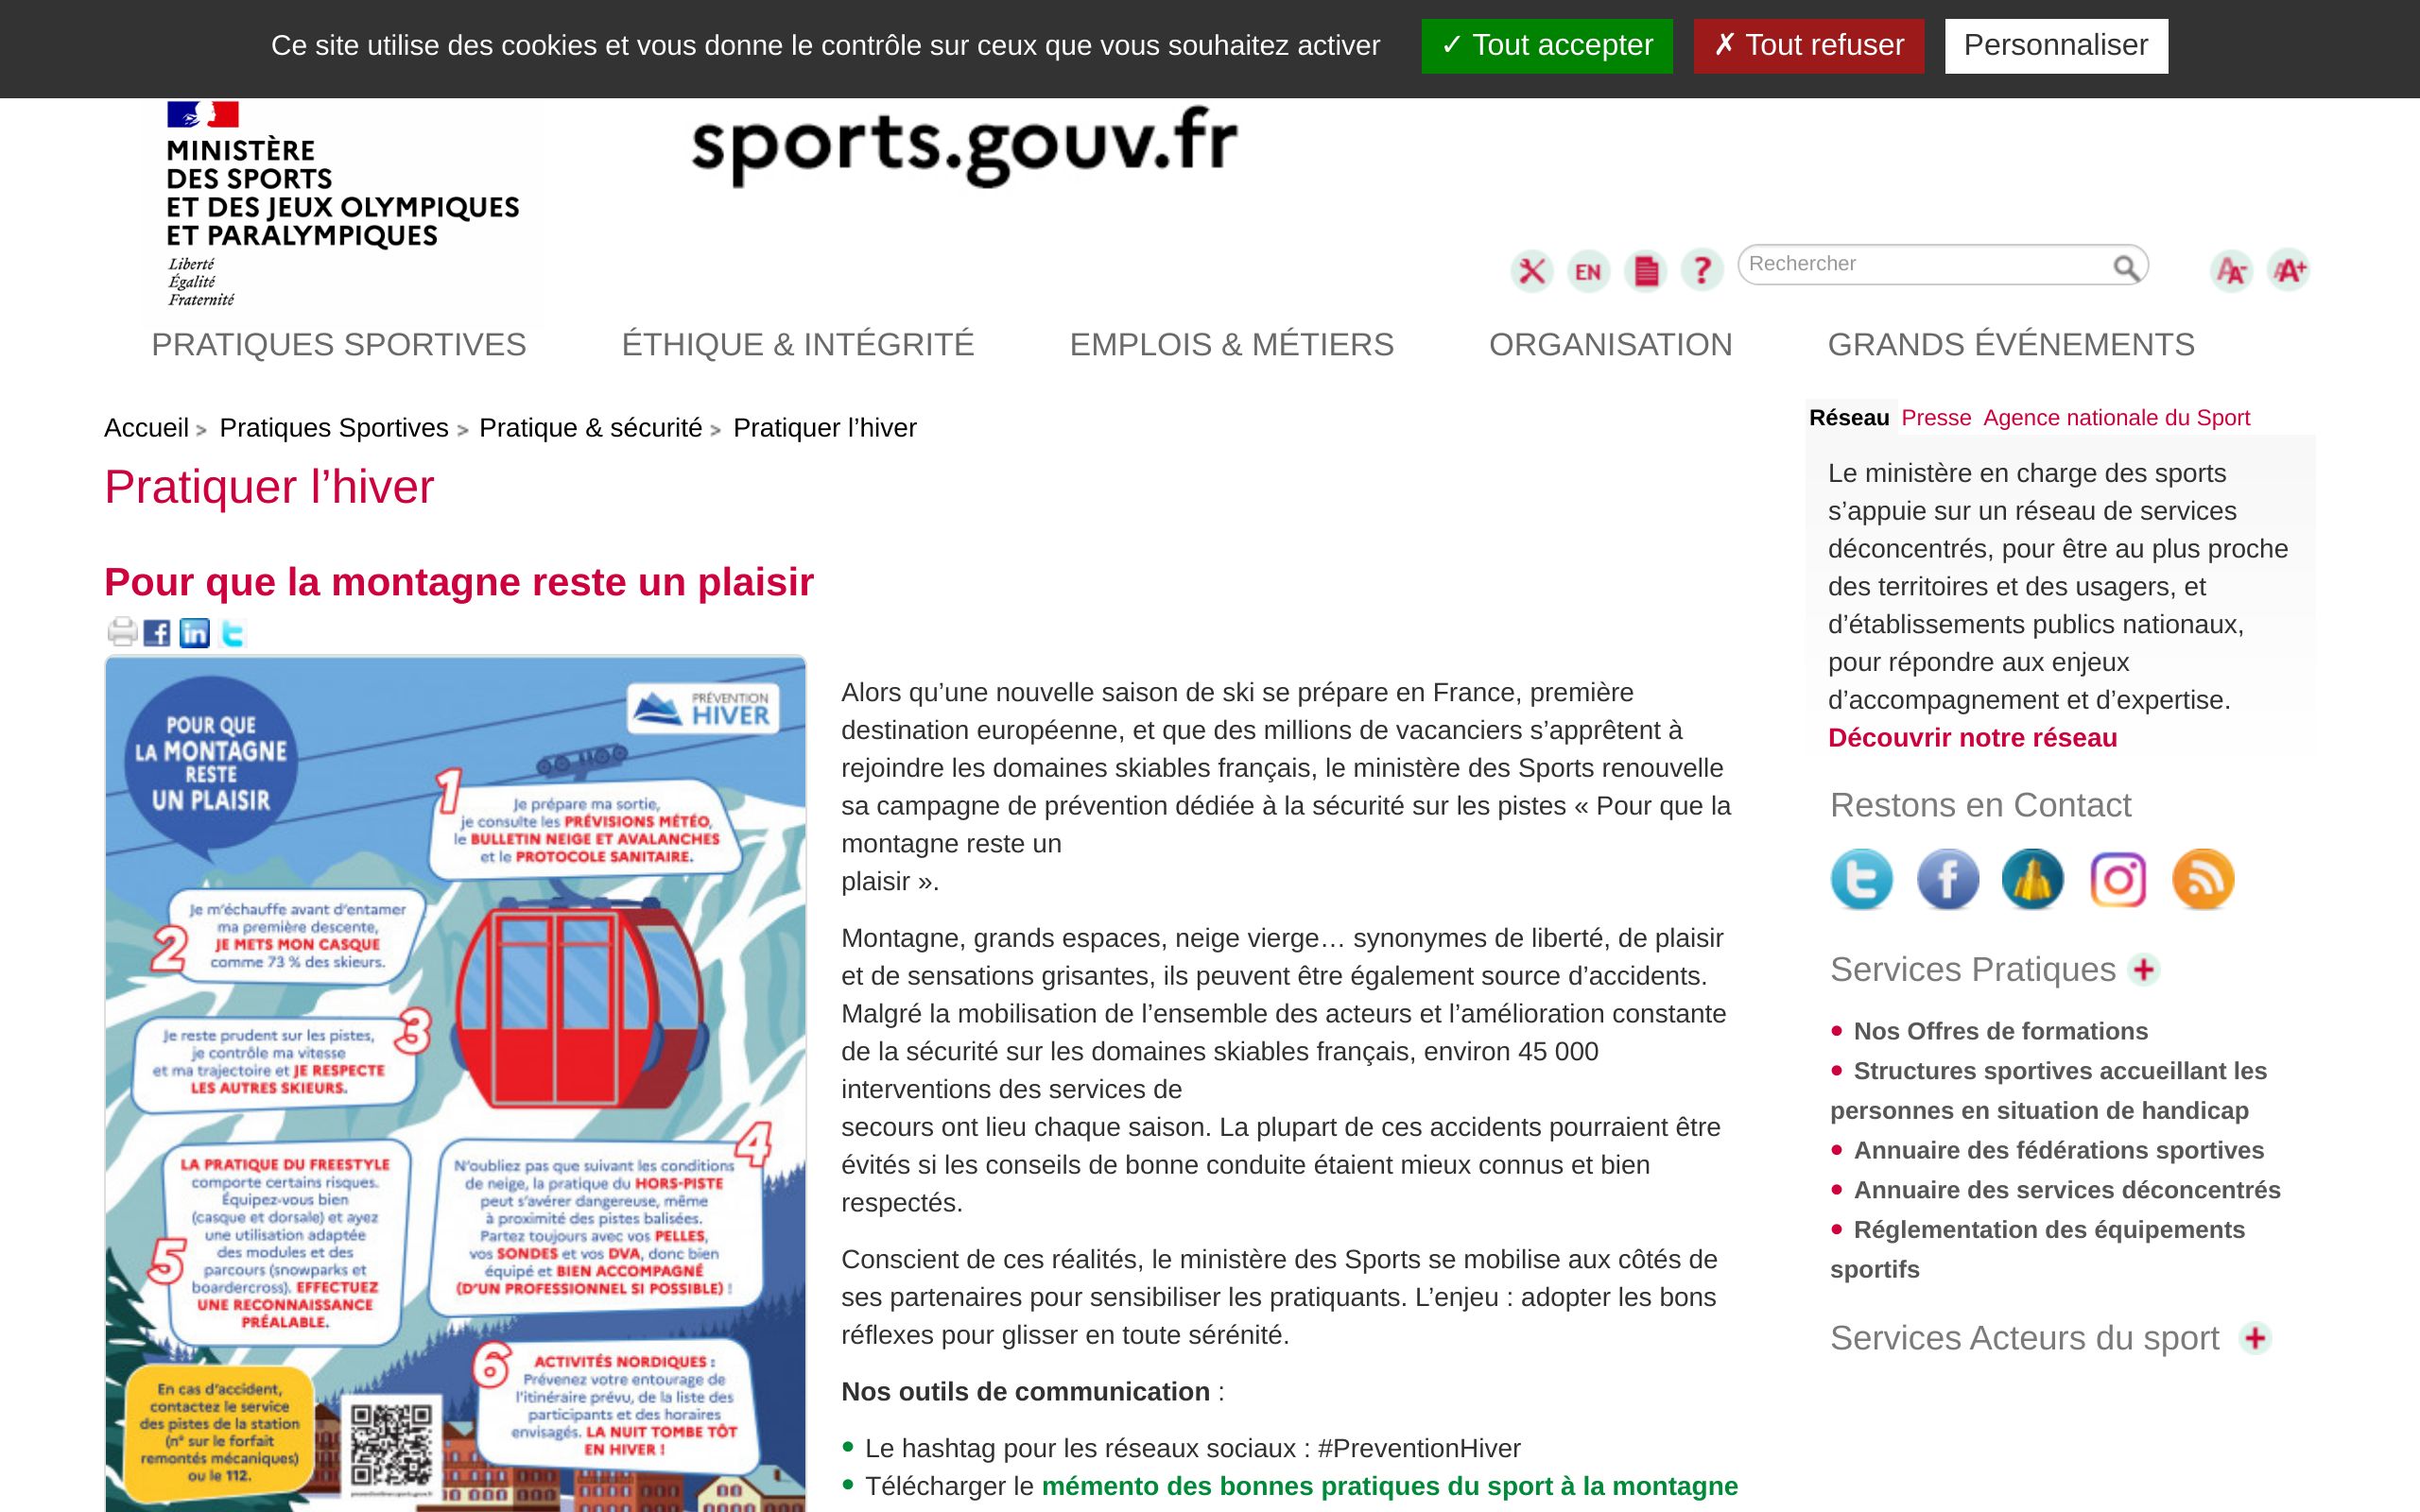 Ce site utilise des cookies et vous donne le contrôle sur ceux que vous souhaitez activer
✓ Tout accepter
✗ Tout refuser
Personnaliser
MINISTÈRE
DES SPORTS
ET DES JEUX OLYMPIQUES
ET PARALYMPIQUES
Liberté
Égalité
Fraternité
sports.gouv.fr
EN
?
Rechercher
A-
A+
PRATIQUES SPORTIVES
ÉTHIQUE & INTÉGRITÉ
EMPLOIS & MÉTIERS
ORGANISATION
GRANDS ÉVÉNEMENTS
Accueil > Pratiques Sportives > Pratique & sécurité > Pratiquer l’hiver
Pratiquer l’hiver
Pour que la montagne reste un plaisir
POUR QUE
LA MONTAGNE
RESTE
UN PLAISIR
PRÉVENTION
HIVER
1
Je prépare ma sortie,
je consulte les PRÉVISIONS MÉTÉO,
le BULLETIN NEIGE ET AVALANCHES
et le PROTOCOLE SANITAIRE.
2
Je m’échauffe avant d’entamer
ma première descente,
JE METS MON CASQUE
comme 73 % des skieurs.
3
Je reste prudent sur les pistes,
je contrôle ma vitesse
et ma trajectoire et JE RESPECTE
LES AUTRES SKIEURS.
4
N’oubliez pas que suivant les conditions
de neige, la pratique du HORS-PISTE
peut s’avérer dangereuse, même
à proximité des pistes balisées.
Partez toujours avec vos PELLES,
vos SONDES et vos DVA, donc bien
équipé et BIEN ACCOMPAGNÉ
(D’UN PROFESSIONNEL SI POSSIBLE) !
5
LA PRATIQUE DU FREESTYLE
comporte certains risques.
Équipez-vous bien
(casque et dorsale) et ayez
une utilisation adaptée
des modules et des
parcours (snowparks et
boardercross). EFFECTUEZ
UNE RECONNAISSANCE
PRÉALABLE.
6
ACTIVITÉS NORDIQUES :
Prévenez votre entourage de
l’itinéraire prévu, de la liste des
participants et des horaires
envisagés. LA NUIT TOMBE TÔT
EN HIVER !
En cas d’accident,
contactez le service
des pistes de la station
(n° sur le forfait
remontés mécaniques)
ou le 112.
Alors qu’une nouvelle saison de ski se prépare en France, première
destination européenne, et que des millions de vacanciers s’apprêtent à
rejoindre les domaines skiables français, le ministère des Sports renouvelle
sa campagne de prévention dédiée à la sécurité sur les pistes « Pour que la
montagne reste un
plaisir ».
Montagne, grands espaces, neige vierge… synonymes de liberté, de plaisir
et de sensations grisantes, ils peuvent être également source d’accidents.
Malgré la mobilisation de l’ensemble des acteurs et l’amélioration constante
de la sécurité sur les domaines skiables français, environ 45 000
interventions des services de
secours ont lieu chaque saison. La plupart de ces accidents pourraient être
évités si les conseils de bonne conduite étaient mieux connus et bien
respectés.
Conscient de ces réalités, le ministère des Sports se mobilise aux côtés de
ses partenaires pour sensibiliser les pratiquants. L’enjeu : adopter les bons
réflexes pour glisser en toute sérénité.
Nos outils de communication :
Le hashtag pour les réseaux sociaux : #PreventionHiver
Télécharger le mémento des bonnes pratiques du sport à la montagne
Réseau Presse Agence nationale du Sport
Le ministère en charge des sports
s’appuie sur un réseau de services
déconcentrés, pour être au plus proche
des territoires et des usagers, et
d’établissements publics nationaux,
pour répondre aux enjeux
d’accompagnement et d’expertise.
Découvrir notre réseau
Restons en Contact
Services Pratiques +
Nos Offres de formations
Structures sportives accueillant les
personnes en situation de handicap
Annuaire des fédérations sportives
Annuaire des services déconcentrés
Réglementation des équipements
sportifs
Services Acteurs du sport +